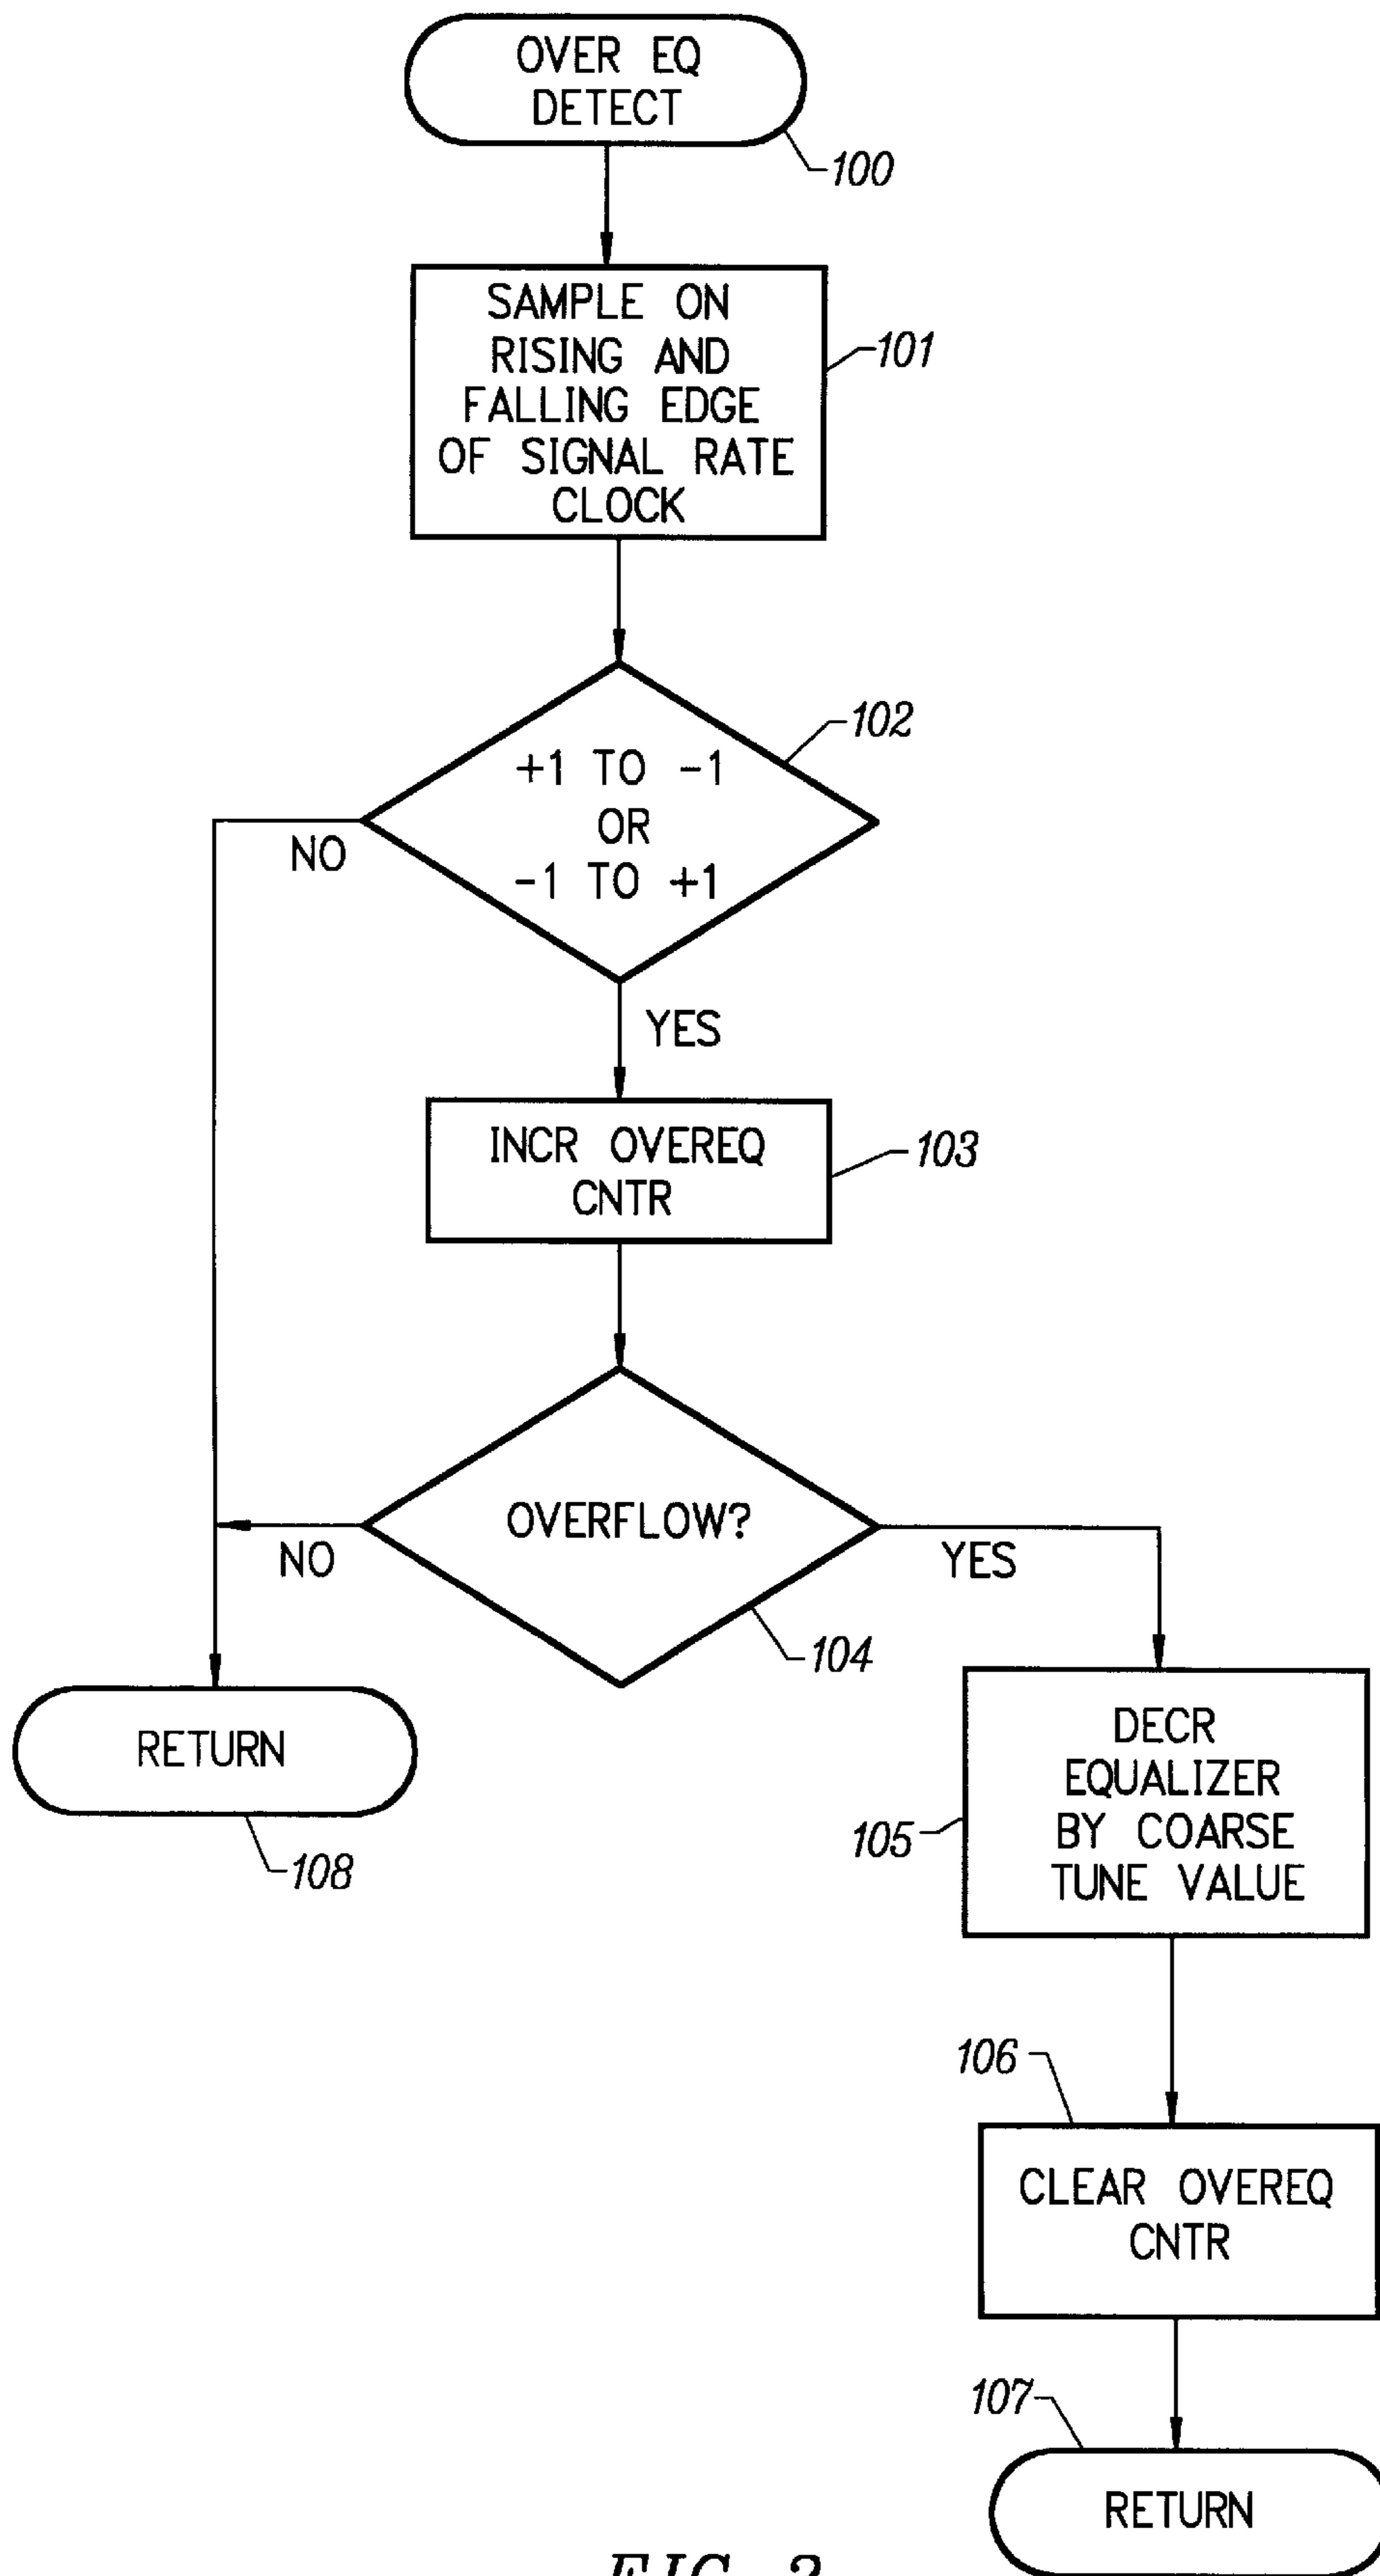 OVER EQ
DETECT
100
SAMPLE ON
RISING AND
FALLING EDGE
OF SIGNAL RATE
CLOCK
101
+1 TO -1
OR
-1 TO +1
102
NO
YES
INCR OVEREQ
CNTR
103
OVERFLOW?
NO
YES
104
RETURN
108
DECR
EQUALIZER
BY COARSE
TUNE VALUE
105
106
CLEAR OVEREQ
CNTR
107
RETURN